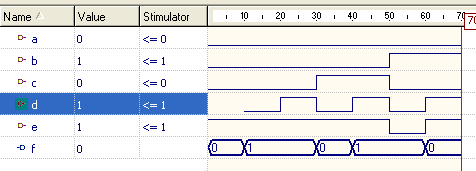 Name Value Stimulator 10 20 30 40 50 60 70
a 0 <= 0
b 1 <= 1
c 0 <= 0
d 1 <= 1
e 1 <= 1
f 0 0 1 0 1 0